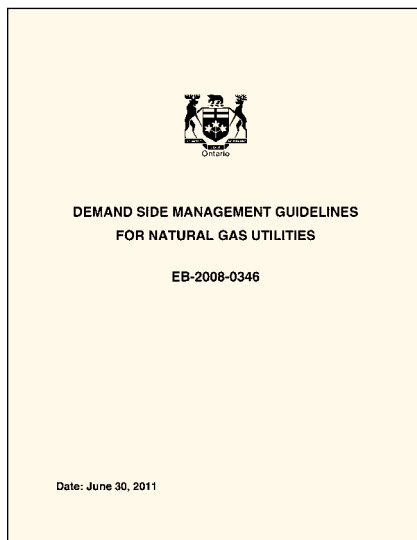 Ontario
DEMAND SIDE MANAGEMENT GUIDELINES
FOR NATURAL GAS UTILITIES
EB-2008-0346
Date: June 30, 2011